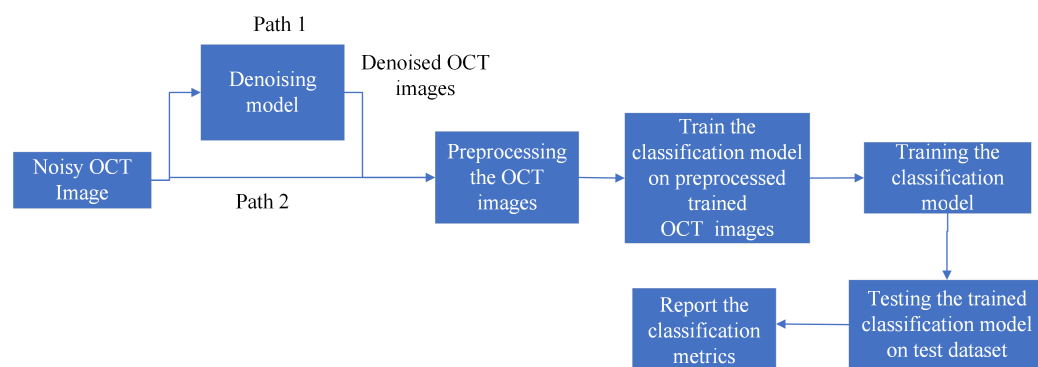 Path 1
Denoising
model
Denoised OCT
images
Noisy OCT
Image
Path 2
Preprocessing
the OCT
images
Train the
classification model
on preprocessed
trained
OCT images
Training the
classification
model
Testing the trained
classification model
on test dataset
Report the
classification
metrics